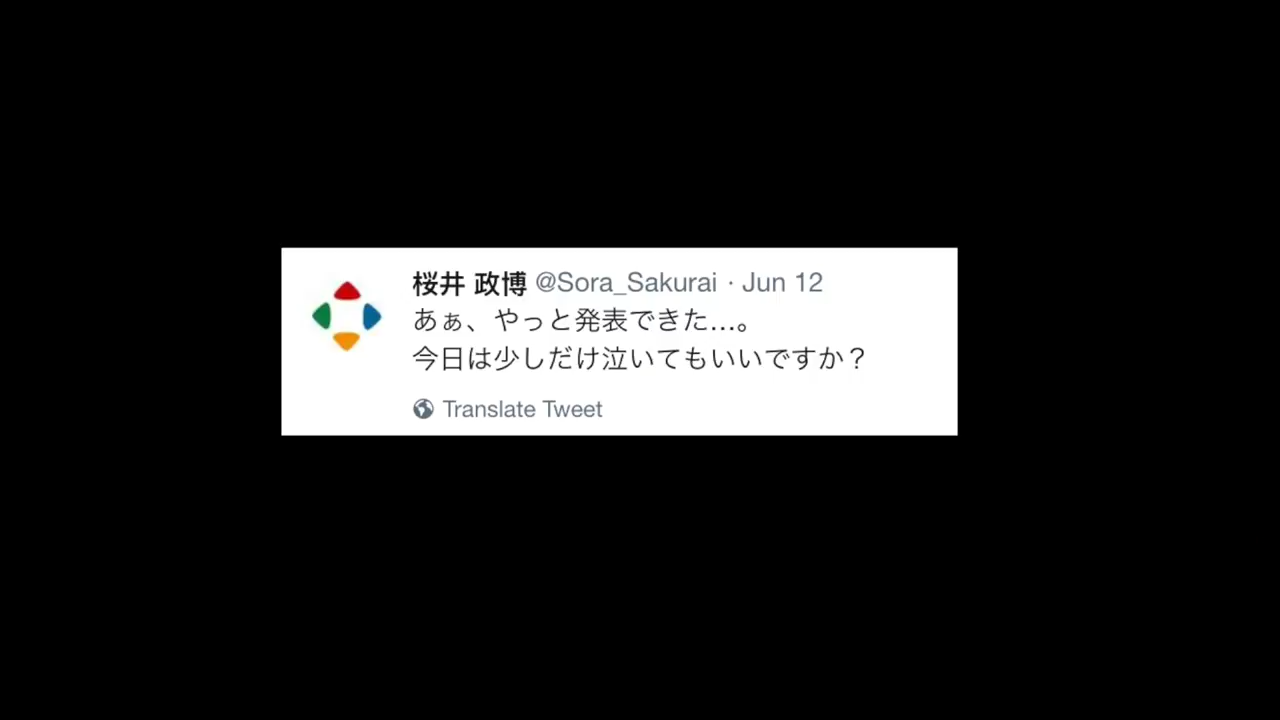 桜井 政博 @Sora_Sakurai · Jun 12
あぁ、やっと発表できた…。
今日は少しだけ泣いてもいいですか？
Translate Tweet